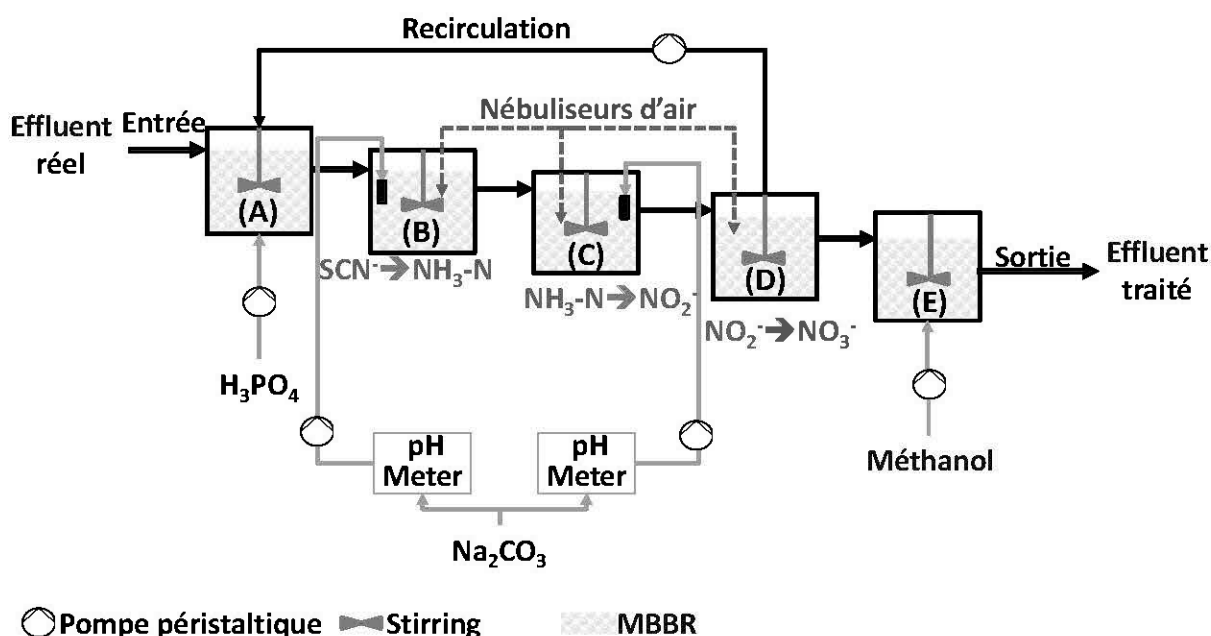 Recirculation
Nébuliseurs d'air
Effluent
réel
Entrée
(A)
(B)
(C)
(D)
(E)
SCN⁻➔NH₃-N
NH₃-N➔NO₂⁻
NO₂⁻➔NO₃⁻
Sortie
Effluent
traité
H₃PO₄
pH
Meter
pH
Meter
Méthanol
Na₂CO₃
Pompe péristaltique
Stirring
MBBR